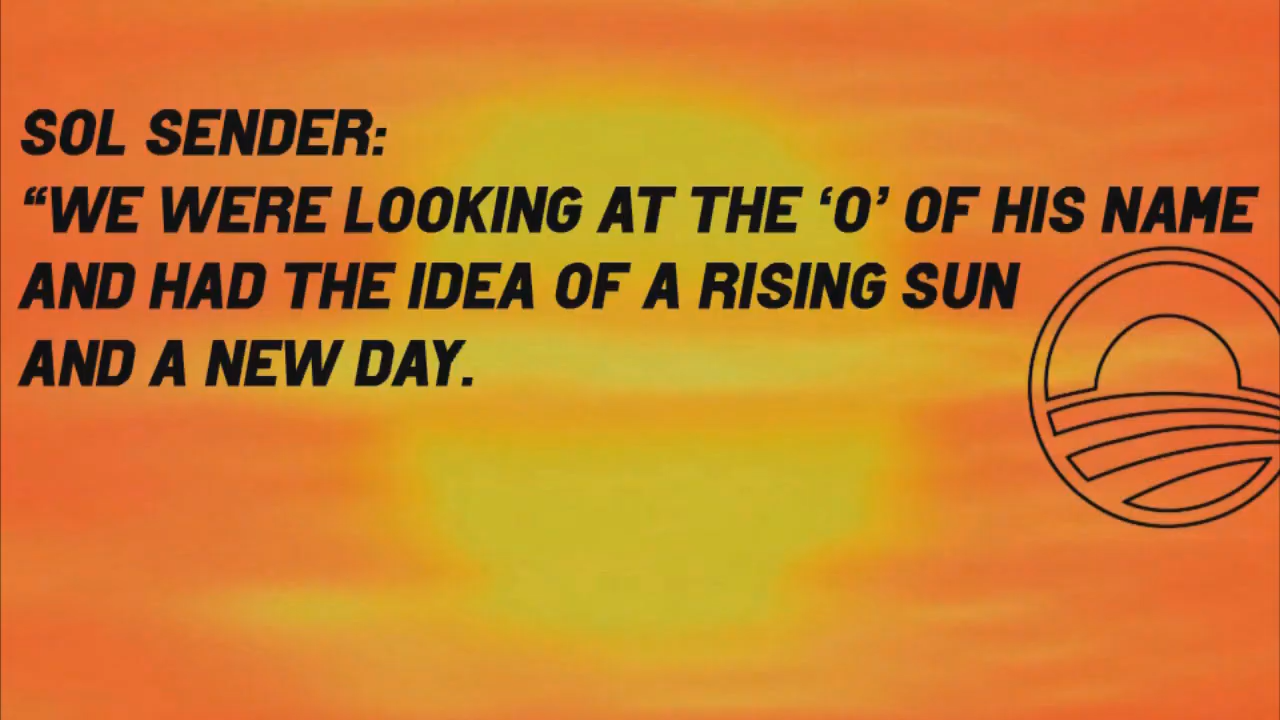 SOL SENDER:
“WE WERE LOOKING AT THE ‘O’ OF HIS NAME
AND HAD THE IDEA OF A RISING SUN
AND A NEW DAY.